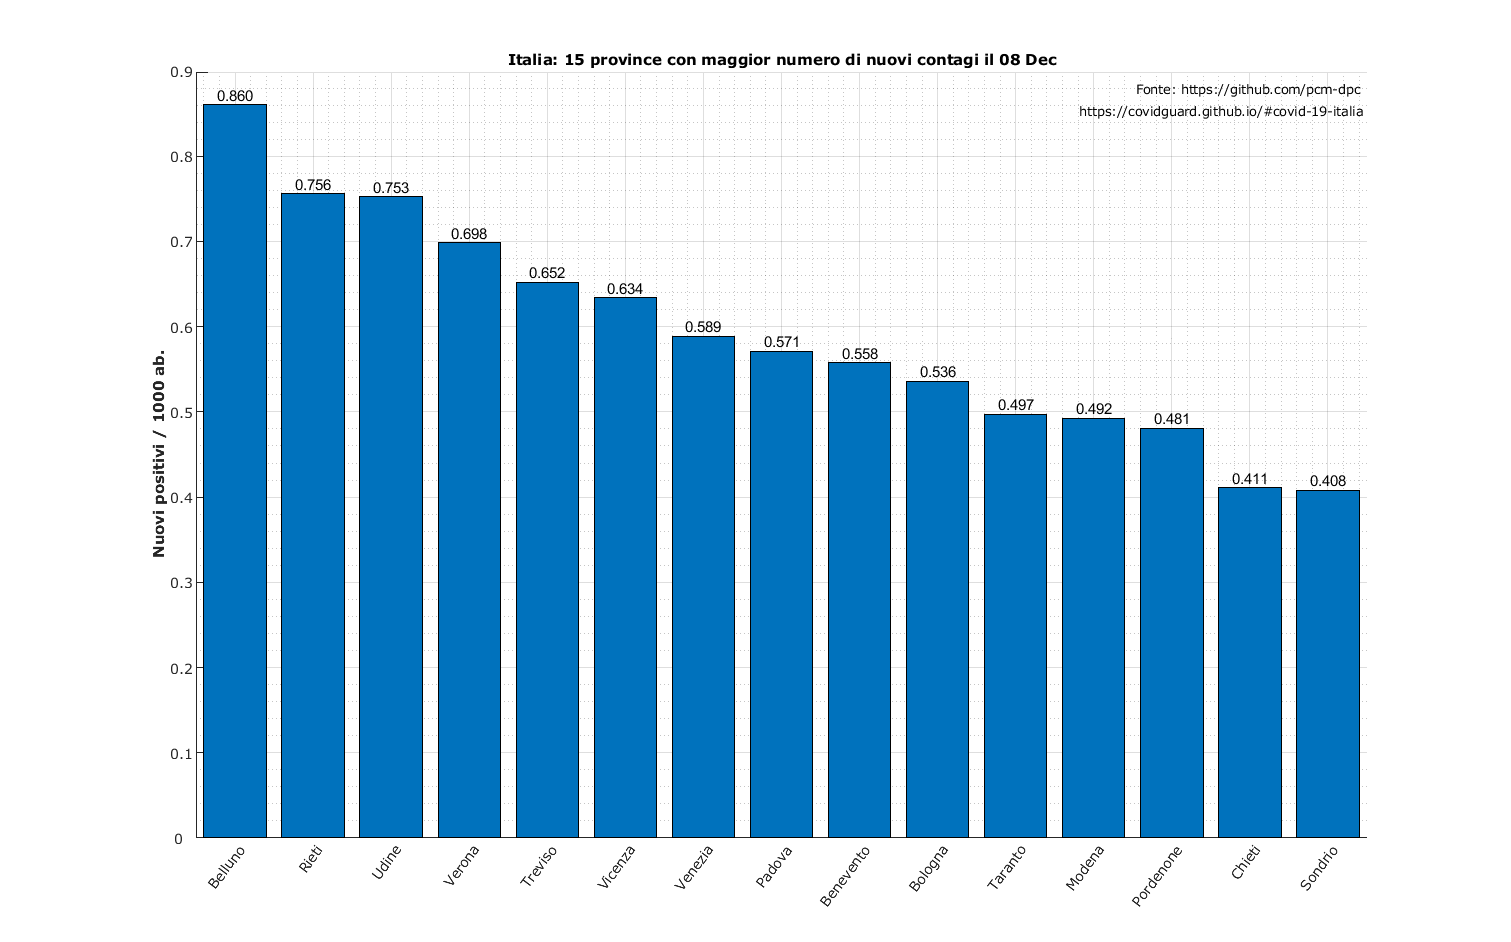 Italia: 15 province con maggior numero di nuovi contagi il 08 Dec
Fonte: https://github.com/pcm-dpc
https://covidguard.github.io/#covid-19-italia
Nuovi positivi / 1000 ab.
0.9
0.8
0.7
0.6
0.5
0.4
0.3
0.2
0.1
0
0.860
0.756
0.753
0.698
0.652
0.634
0.589
0.571
0.558
0.536
0.497
0.492
0.481
0.411
0.408
Belluno
Rieti
Udine
Verona
Treviso
Vicenza
Venezia
Padova
Benevento
Bologna
Taranto
Modena
Pordenone
Chieti
Sondrio